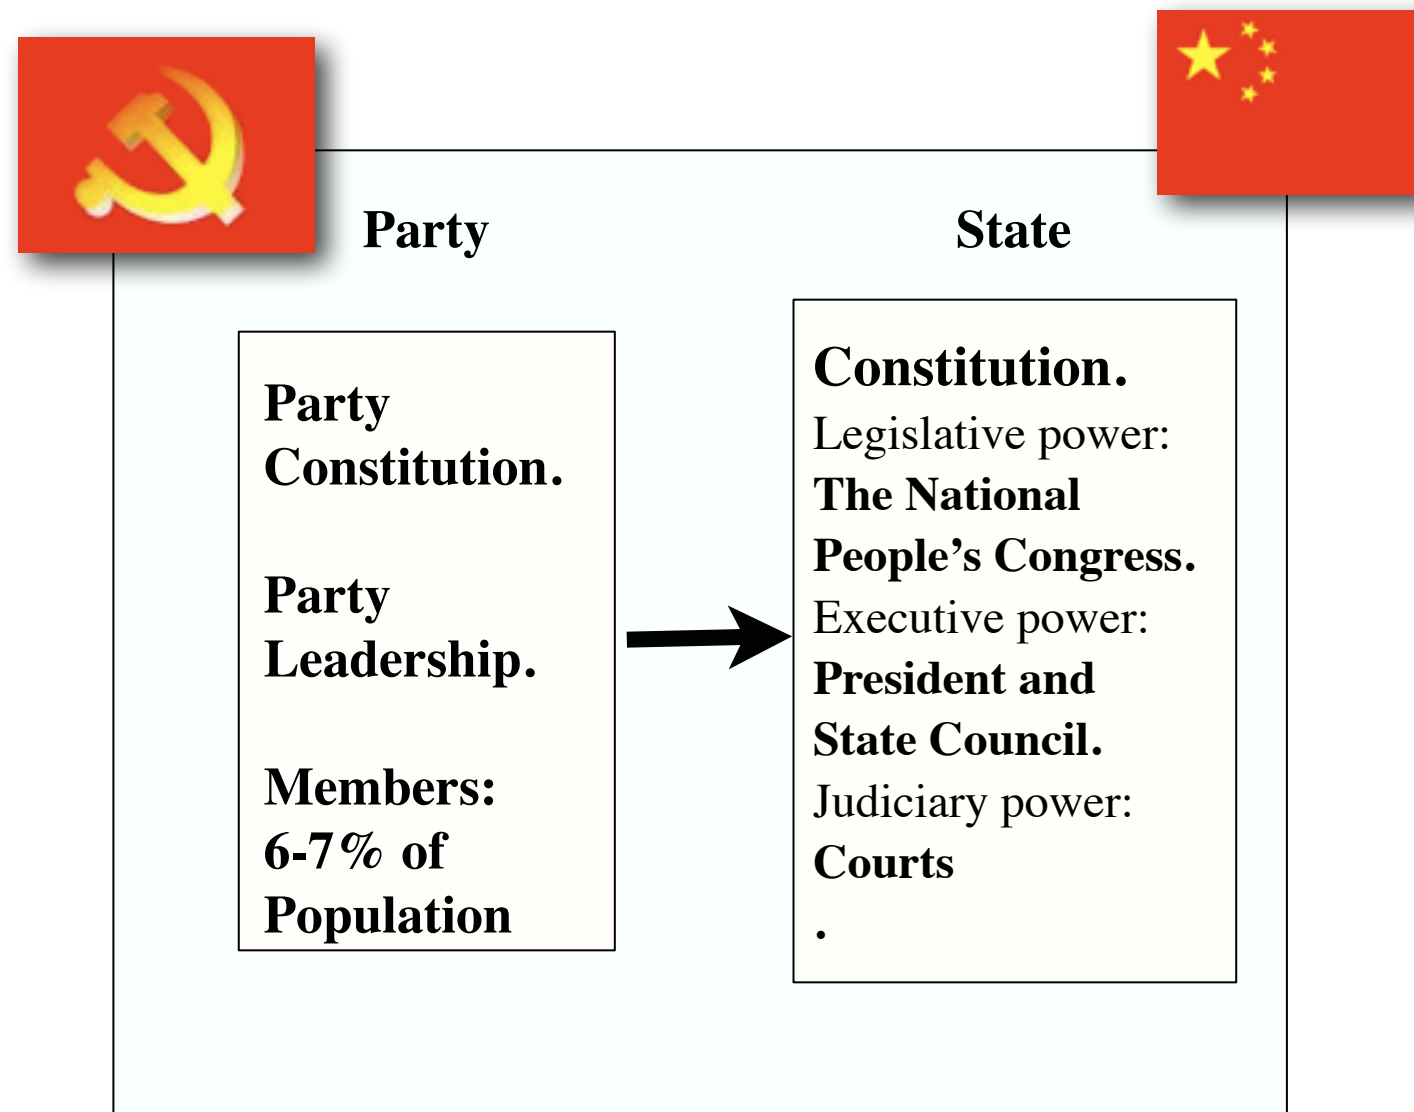 Party
State
Party
Constitution.
Party
Leadership.
Members:
6-7% of
Population
Constitution.
Legislative power:
The National
People’s Congress.
Executive power:
President and
State Council.
Judiciary power:
Courts
.